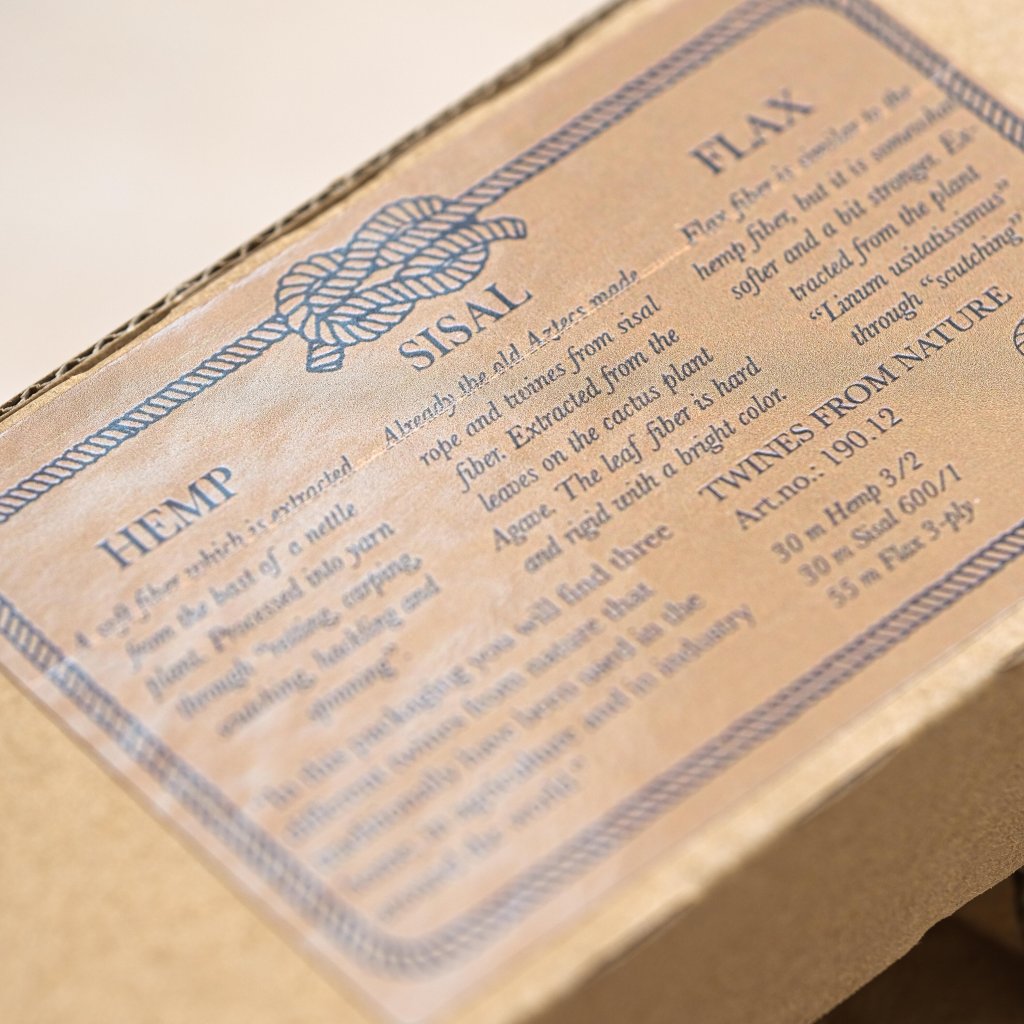 HEMP
A soft fiber which is extracted
from the bast of a nettle
plant. Processed into yarn
through "retting, carping,
scutching, hackling and
spinning"
SISAL
Already the old Aztecs made
rope and twines from sisal
fiber. Extracted from the
leaves on the cactus plant
Agave. The leaf fiber is hard
and rigid with a bright color.
FLAX
Flax fiber is similar to the
hemp fiber, but it is somewhat
softer and a bit stronger. Ex-
tracted from the plant
"Linum usitatissimus"
through "scutching"
In this packaging you will find three
different twines from nature that
traditionally have been used in the
home, in agriculture and in industry
around the world."
TWINES FROM NATURE
Art.no.: 190.12
30 m Hemp 3/2
30 m Sisal 600/1
55 m Flax 3-ply